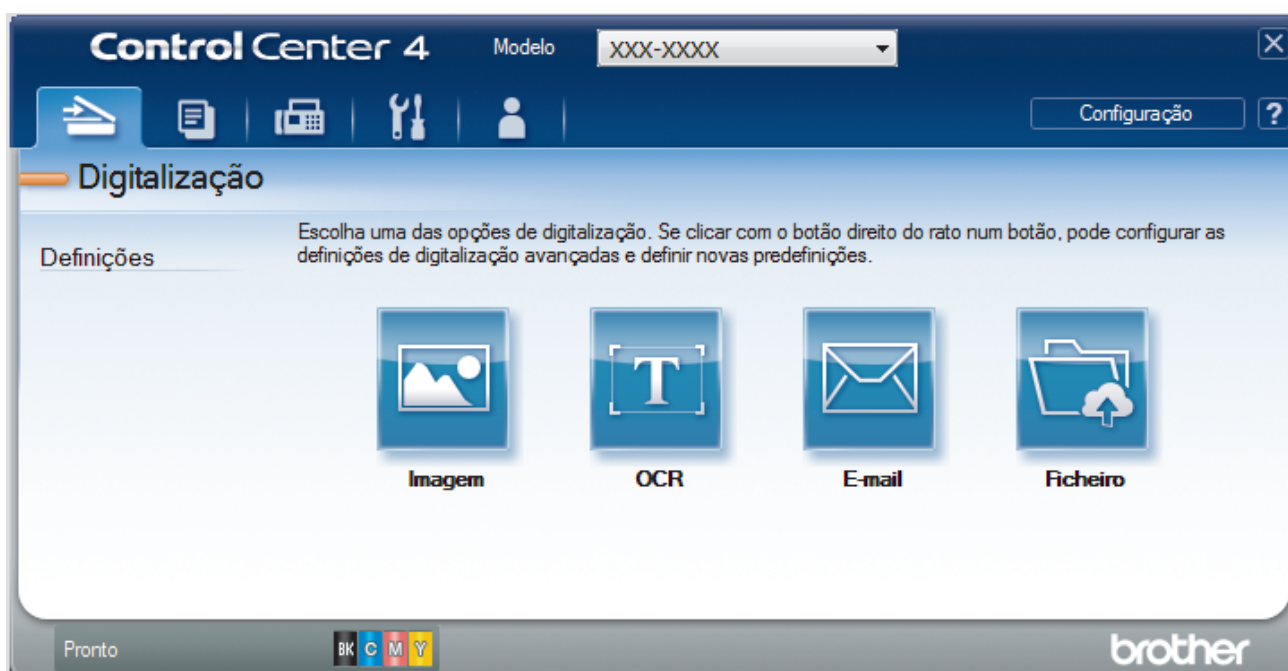 Control Center 4 Modelo XXX-XXXX
Configuração ?
Digitalização
Definições
Escolha uma das opções de digitalização. Se clicar com o botão direito do rato num botão, pode configurar as
definições de digitalização avançadas e definir novas predefinições.
T
Imagem OCR E-mail Ficheiro
Pronto BK C M Y brother